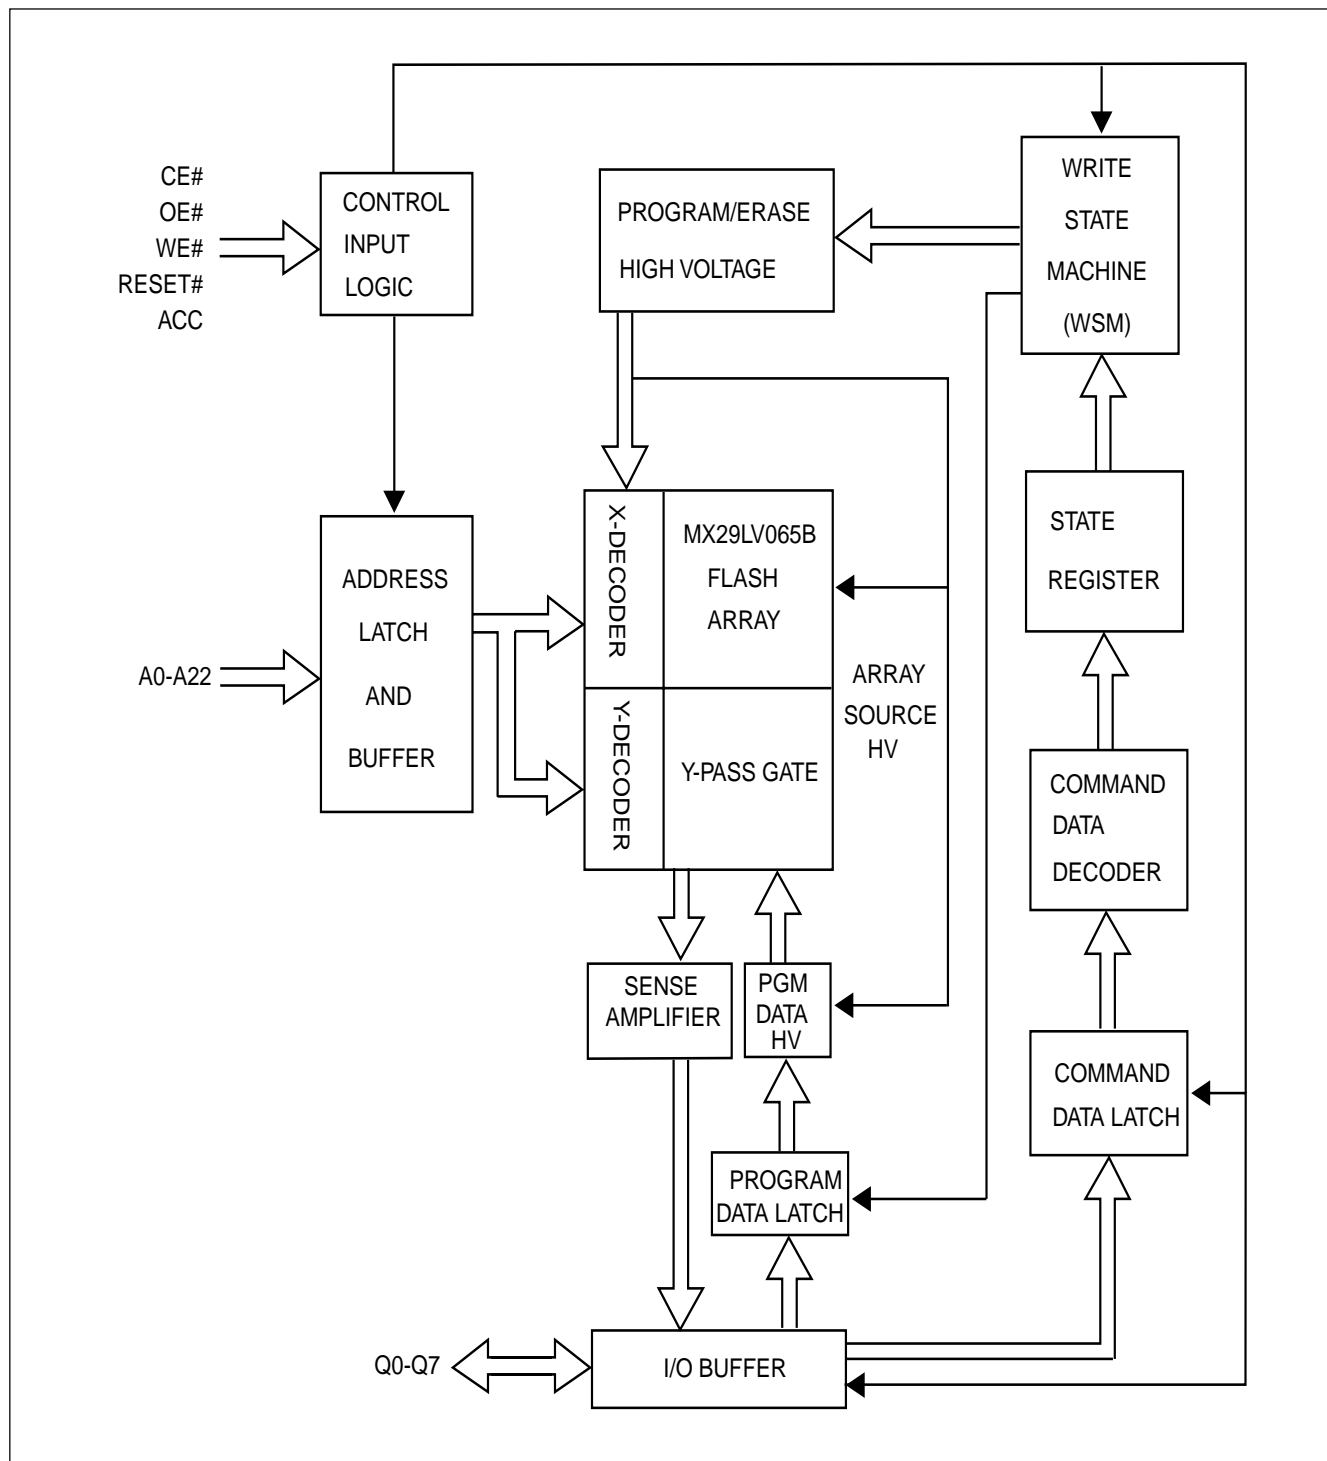 CE#
OE#
WE#
RESET#
ACC
CONTROL
INPUT
LOGIC
PROGRAM/ERASE
HIGH VOLTAGE
WRITE
STATE
MACHINE
(WSM)
A0-A22
ADDRESS
LATCH
AND
BUFFER
X-DECODER
MX29LV065B
FLASH
ARRAY
Y-DECODER
Y-PASS GATE
ARRAY
SOURCE
HV
STATE
REGISTER
COMMAND
DATA
DECODER
SENSE
AMPLIFIER
PGM
DATA
HV
COMMAND
DATA LATCH
PROGRAM
DATA LATCH
Q0-Q7
I/O BUFFER